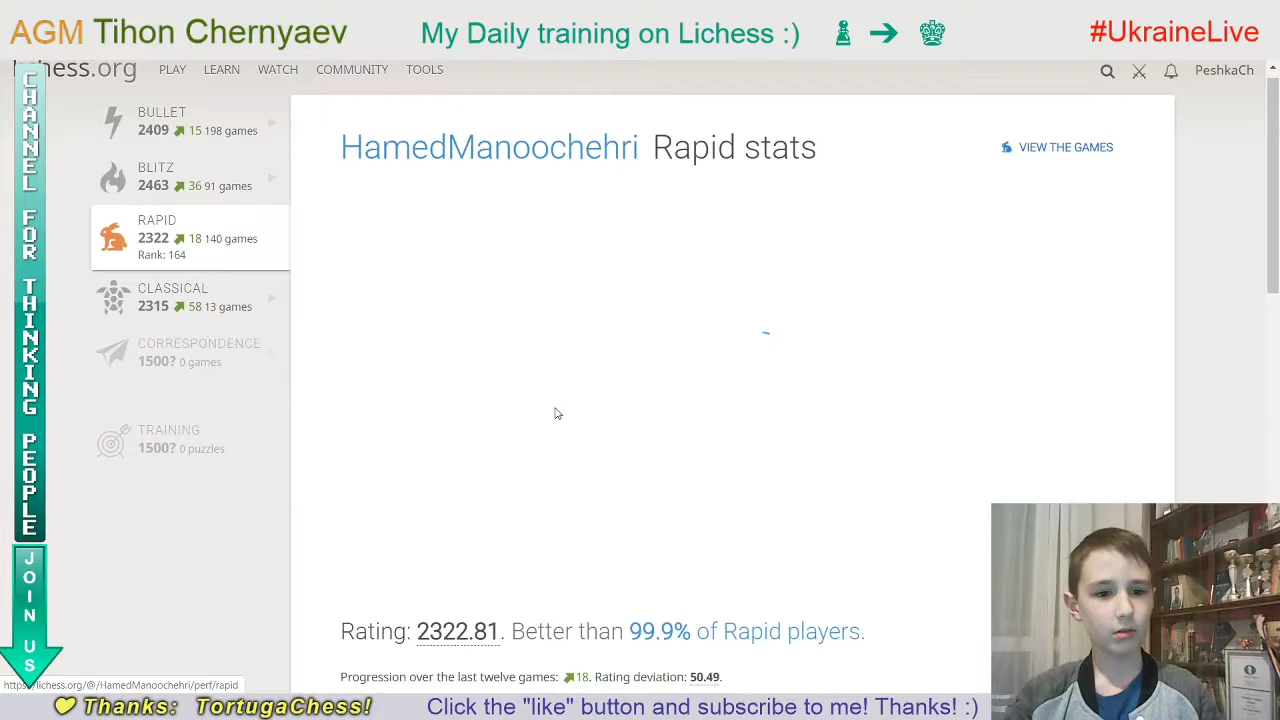 AGM Tihon Chernyaev
My Daily training on Lichess :)
#UkraineLive
lichess.org
PLAY LEARN WATCH COMMUNITY TOOLS
PeshkaCh
CHANNEL FOR THINKING PEOPLE
JOIN US
BULLET
2409 15 198 games
BLITZ
2463 36 91 games
RAPID
2322 18 140 games
Rank: 164
CLASSICAL
2315 58 13 games
CORRESPONDENCE
1500? 0 games
TRAINING
1500? 0 puzzles
HamedManoochehri Rapid stats
VIEW THE GAMES
Rating: 2322.81. Better than 99.9% of Rapid players.
Progression over the last twelve games: 18. Rating deviation: 50.49.
https://lichess.org/@/HamedManoochehri/perf/rapid
Thanks: TortugaChess!
Click the "like" button and subscribe to me! Thanks! :)